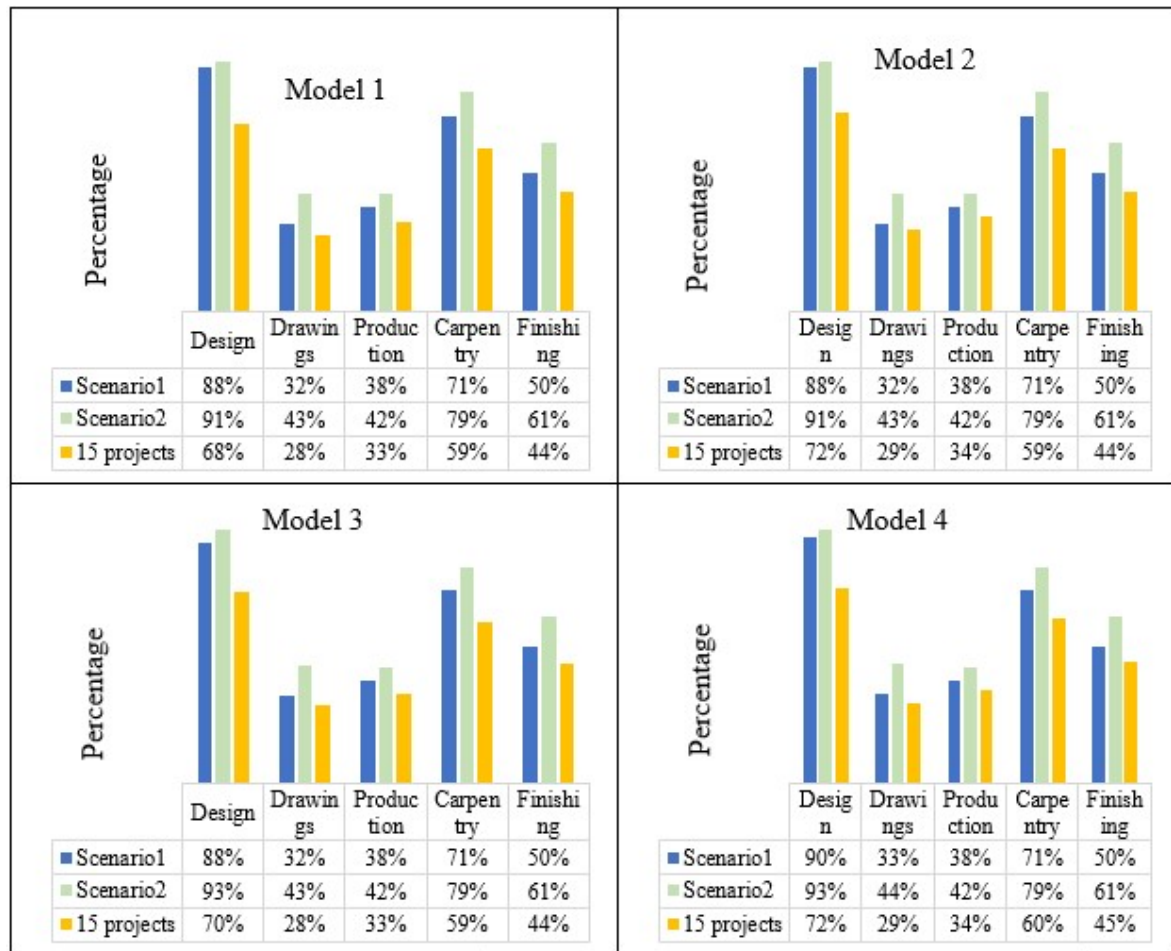 Model 1
Percentage
Design Drawin Produc Carpen Finishi
gs tion try ng
Scenario1 88% 32% 38% 71% 50%
Scenario2 91% 43% 42% 79% 61%
15 projects 68% 28% 33% 59% 44%
Model 2
Percentage
Desig Drawi Produ Carpe Finish
n ngs ction ntry ing
Scenario1 88% 32% 38% 71% 50%
Scenario2 91% 43% 42% 79% 61%
15 projects 72% 29% 34% 59% 44%
Model 3
Percentage
Design Drawin Produc Carpen Finishi
gs tion try ng
Scenario1 88% 32% 38% 71% 50%
Scenario2 93% 43% 42% 79% 61%
15 projects 70% 28% 33% 59% 44%
Model 4
Percentage
Desig Drawi Produ Carpe Finish
n ngs ction ntry ing
Scenario1 90% 33% 38% 71% 50%
Scenario2 93% 44% 42% 79% 61%
15 projects 72% 29% 34% 60% 45%